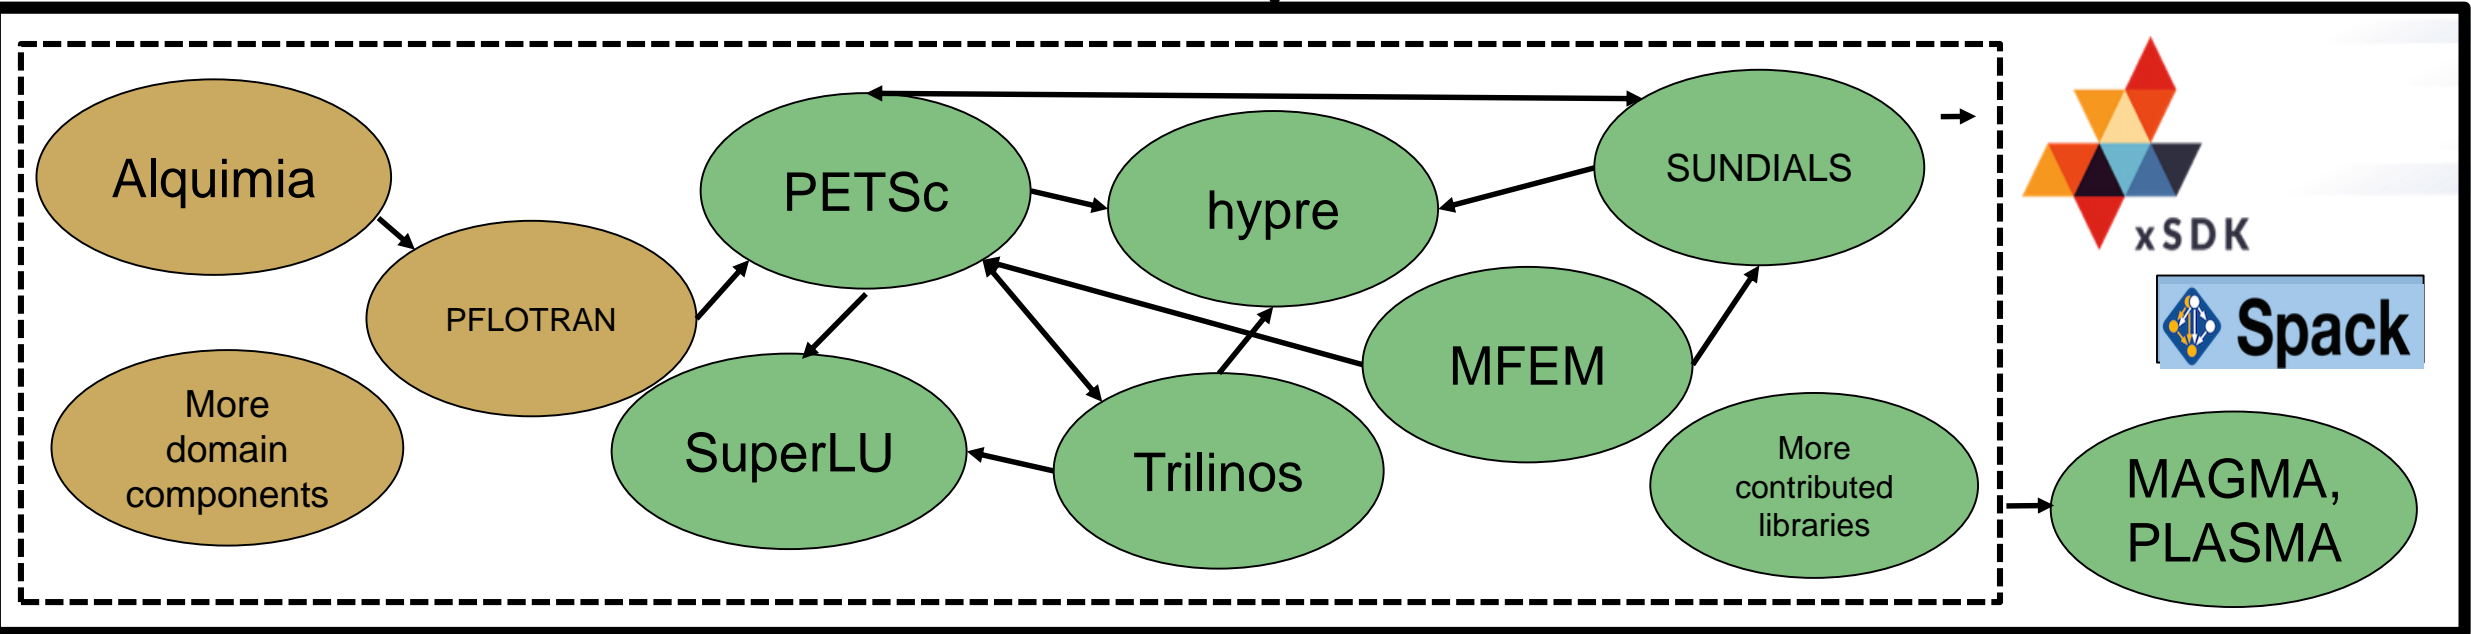 Alquimia
PFLOTRAN
More
domain
components
PETSc
hypre
SUNDIALS
SuperLU
Trilinos
MFEM
More
contributed
libraries
xSDK
Spack
MAGMA,
PLASMA